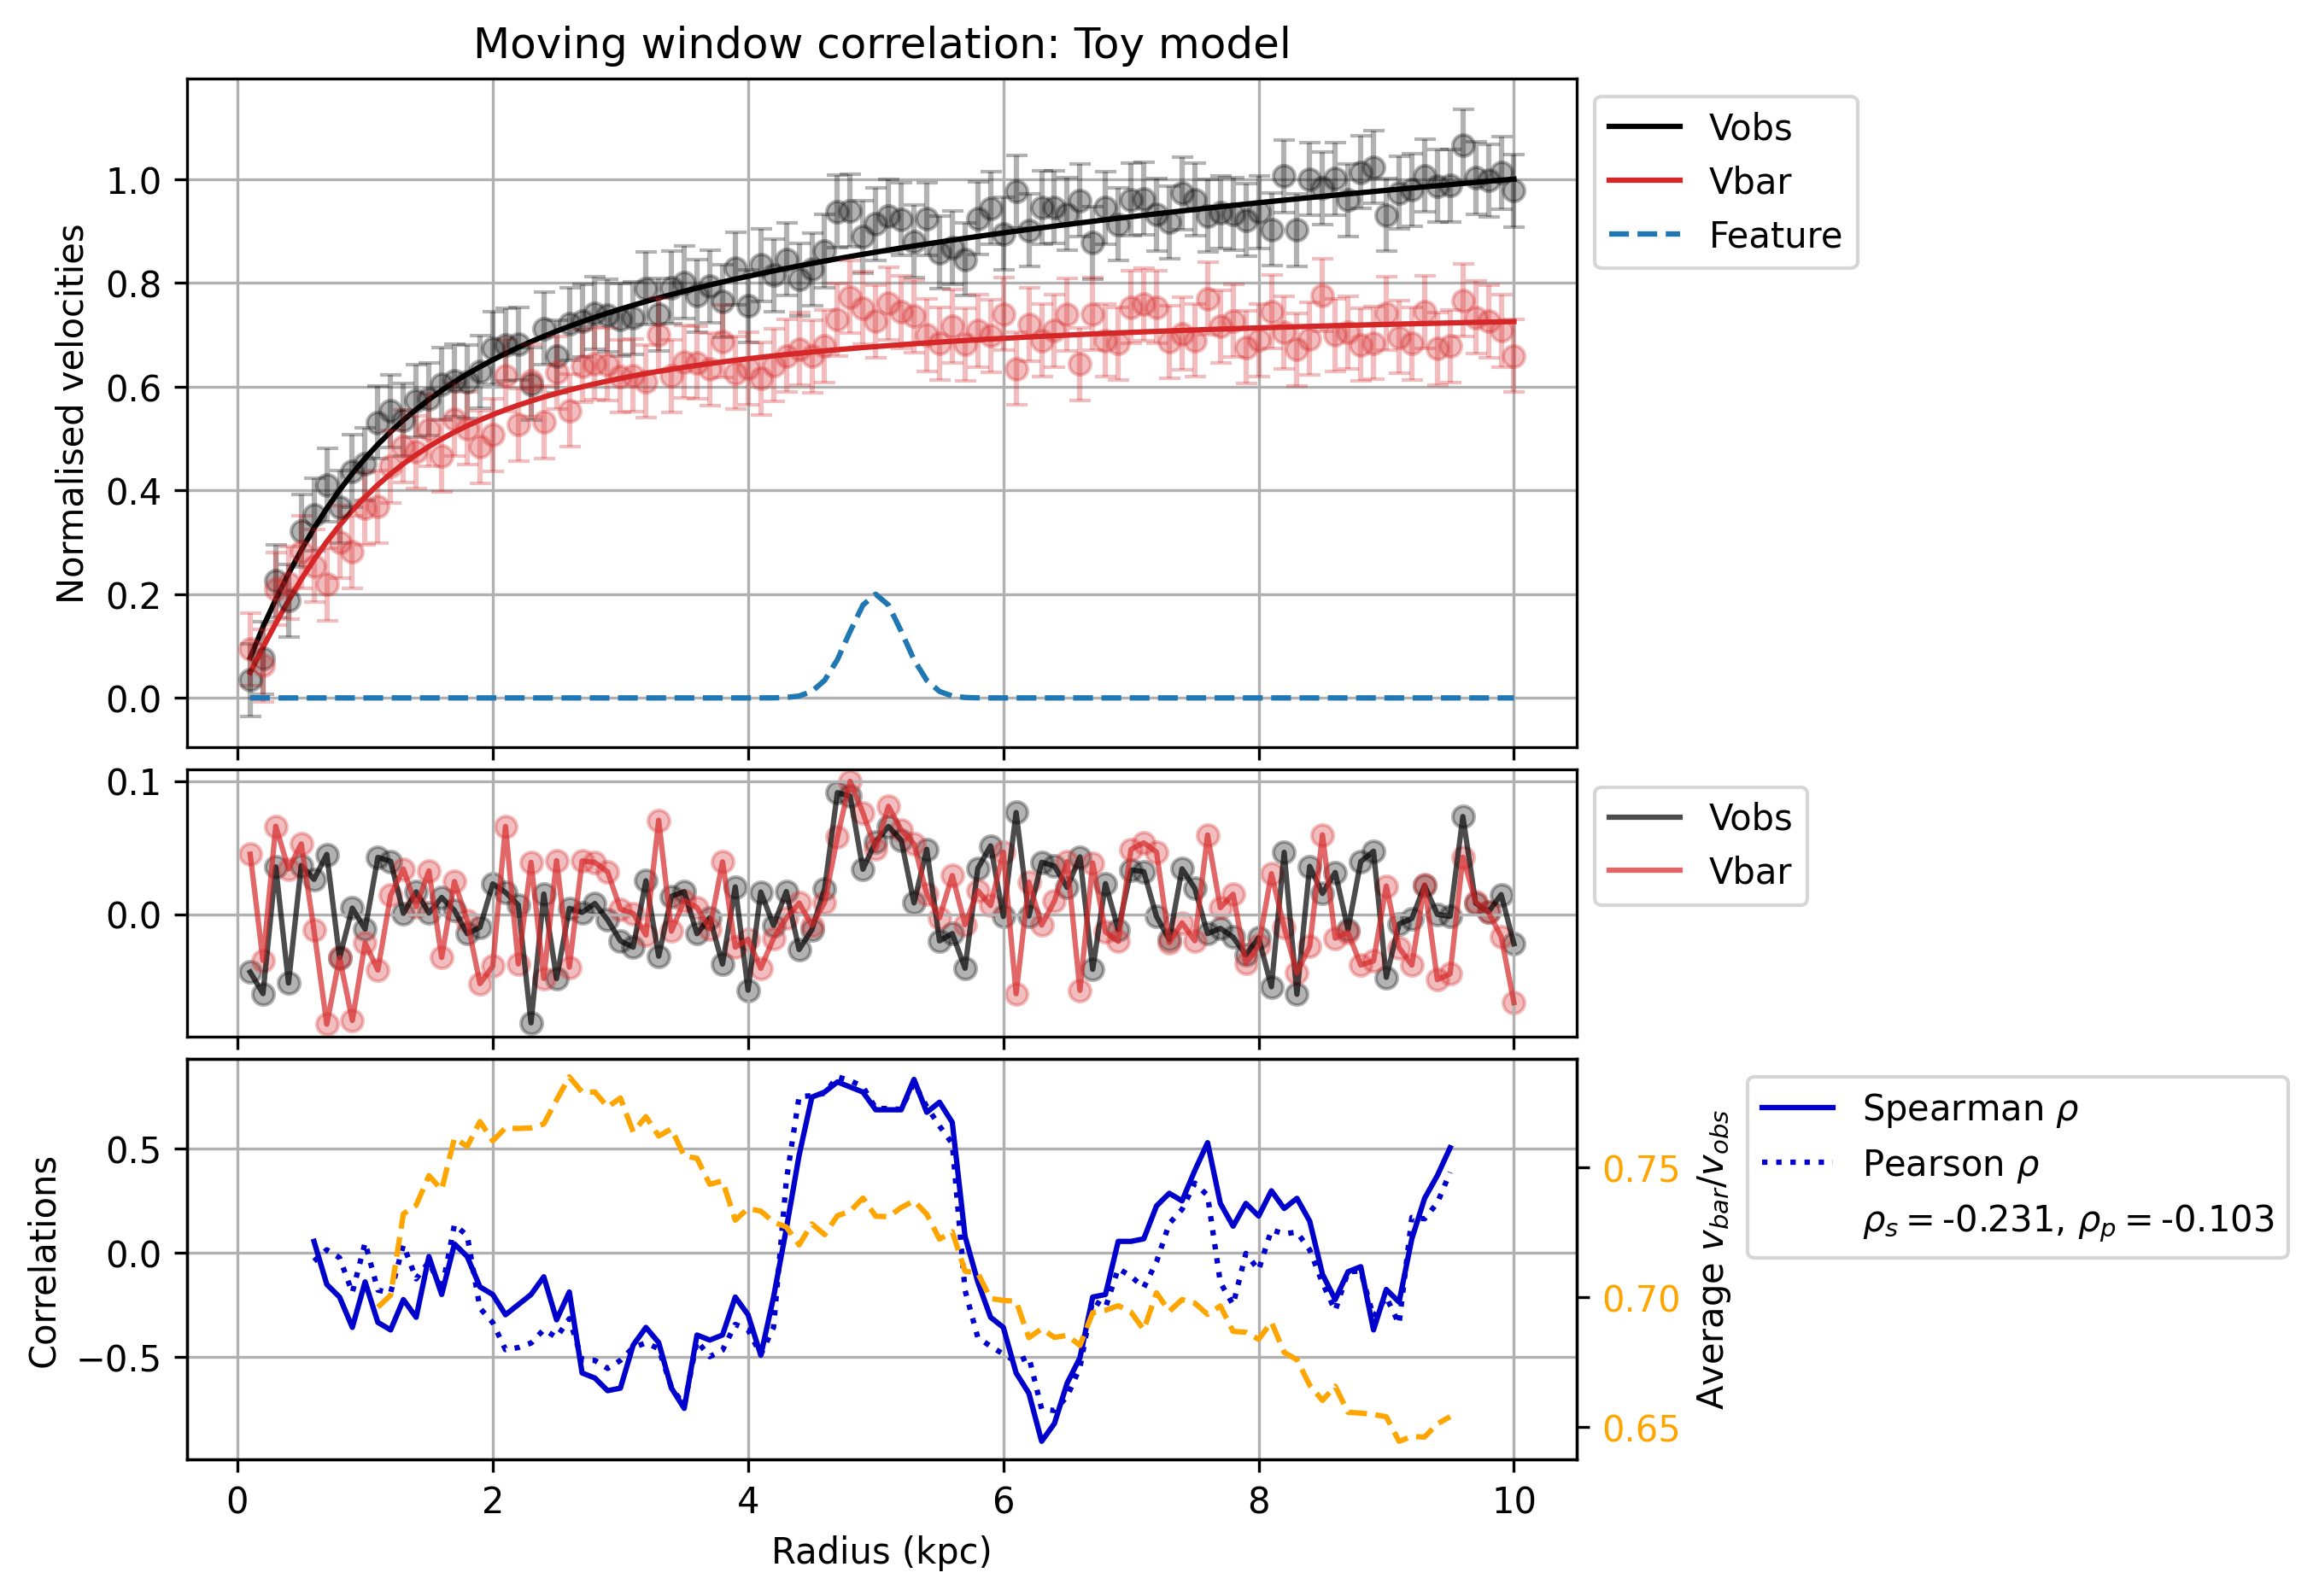 Moving window correlation: Toy model
Normalised velocities
1.0
0.8
0.6
0.4
0.2
0.0
Vobs
Vbar
Feature
0.1
0.0
Vobs
Vbar
Correlations
0.5
0.0
−0.5
0.75
0.70
0.65
Average v_bar/v_obs
Spearman ρ
Pearson ρ
ρ_s = -0.231, ρ_p = -0.103
0 2 4 6 8 10
Radius (kpc)